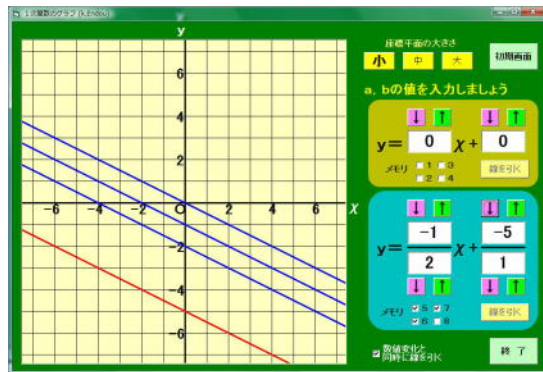 1次関数のグラフ (k.Endou)
y
6
4
2
-6 -4 -2 O 2 4 6 χ
-2
-4
-6
座標平面の大きさ
小 中 大
初期画面
a, bの値を入力しましょう
↓ ↑ ↓ ↑
y= 0 χ+ 0
メモリ 1 3
2 4
線を引く
↓ ↑ ↓ ↑
y= -1 χ+ -5
2 1
↓ ↑ ↓ ↑
メモリ 5 7
6 8
線を引く
数値変化と
同時に線を引く
終 了